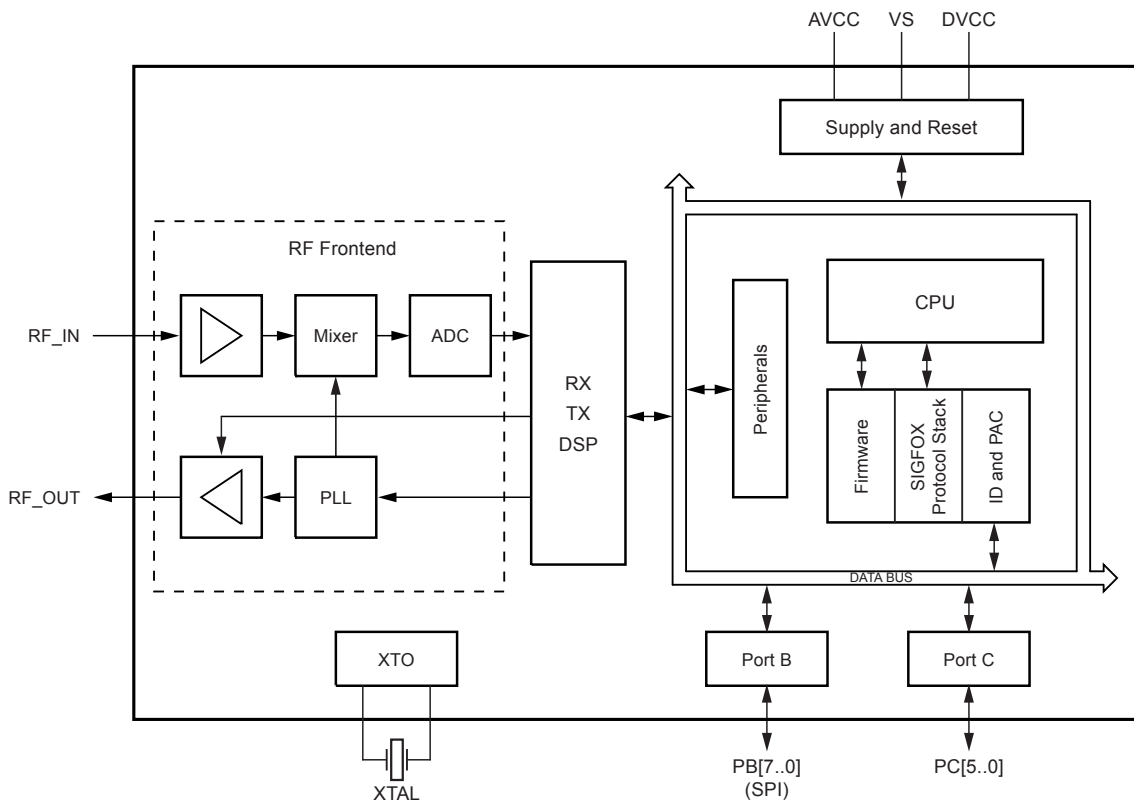 AVCC VS DVCC
Supply and Reset
RF Frontend
RF_IN
Mixer
ADC
RX
TX
DSP
RF_OUT
PLL
Peripherals
CPU
Firmware
SIGFOX
Protocol Stack
ID and PAC
DATA BUS
XTO
XTAL
Port B
Port C
PB[7..0]
(SPI)
PC[5..0]